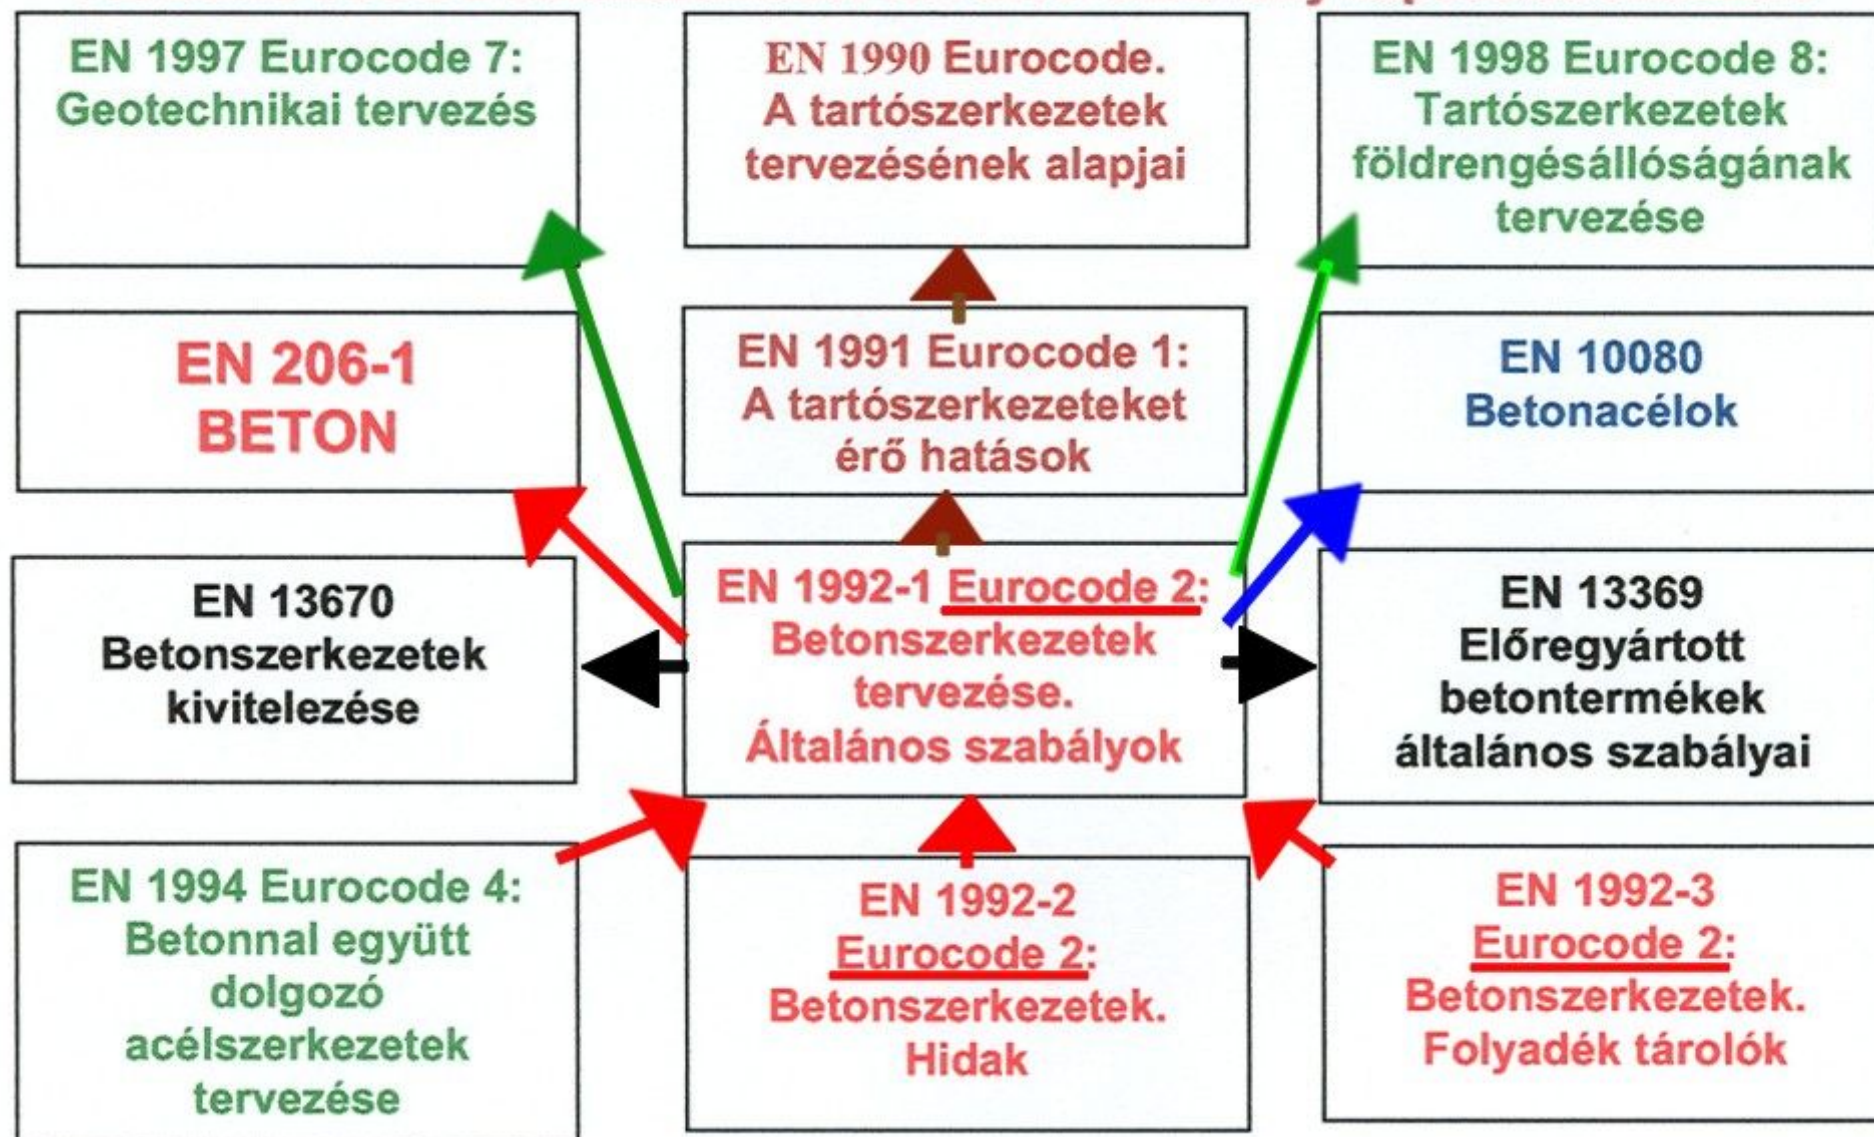 EN 1997 Eurocode 7:
Geotechnikai tervezés
EN 1990 Eurocode.
A tartószerkezetek
tervezésének alapjai
EN 1998 Eurocode 8:
Tartószerkezetek
földrengésállóságának
tervezése
EN 206-1
BETON
EN 1991 Eurocode 1:
A tartószerkezeteket
érő hatások
EN 10080
Betonacélok
EN 13670
Betonszerkezetek
kivitelezése
EN 1992-1 Eurocode 2:
Betonszerkezetek
tervezése.
Általános szabályok
EN 13369
Előregyártott
betontermékek
általános szabályai
EN 1994 Eurocode 4:
Betonnal együtt
dolgozó
acélszerkezetek
tervezése
EN 1992-2
Eurocode 2:
Betonszerkezetek.
Hidak
EN 1992-3
Eurocode 2:
Betonszerkezetek.
Folyadék tárolók